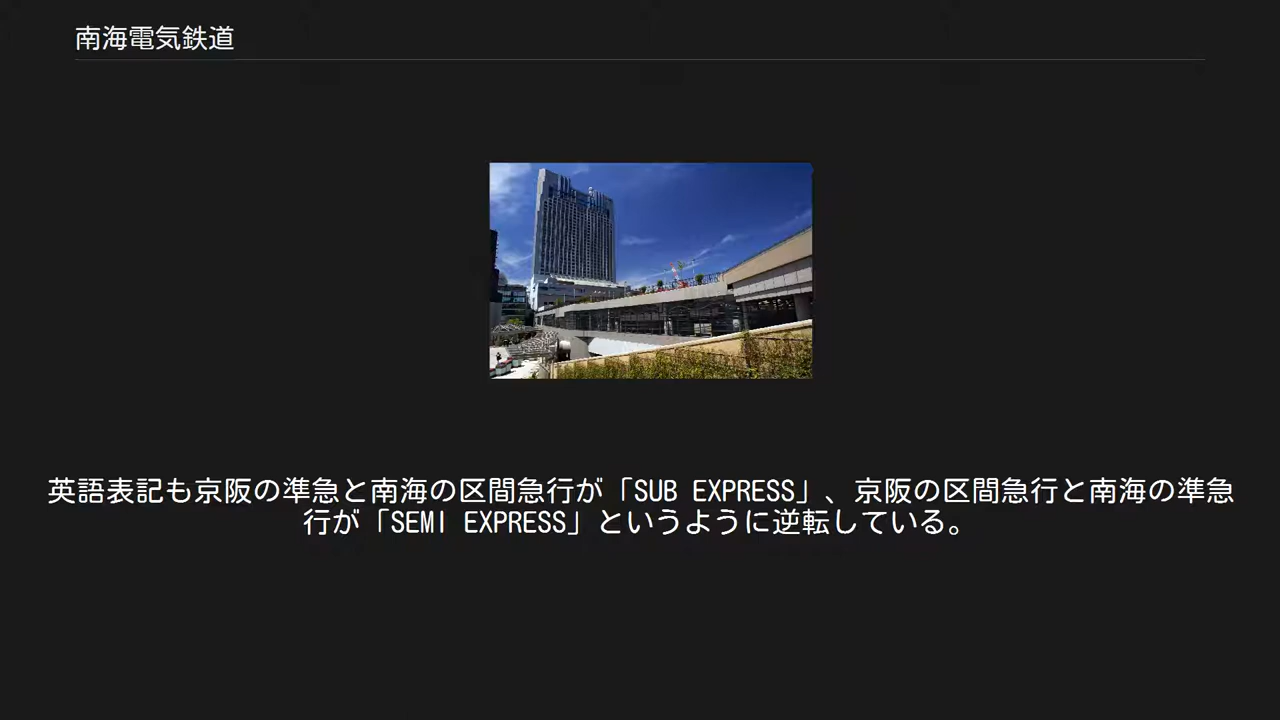 南海電気鉄道
英語表記も京阪の準急と南海の区間急行が「SUB EXPRESS」、京阪の区間急行と南海の準急
行が「SEMI EXPRESS」というように逆転している。